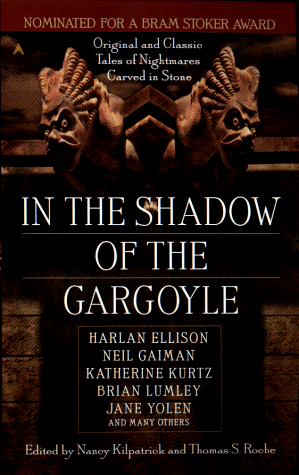 NOMINATED FOR A BRAM STOKER AWARD
Original and Classic
Tales of Nightmares
Carved in Stone
IN THE SHADOW
OF THE
GARGOYLE
HARLAN ELLISON
NEIL GAIMAN
KATHERINE KURTZ
BRIAN LUMLEY
JANE YOLEN
AND MANY OTHERS
Edited by Nancy Kilpatrick and Thomas S. Roche